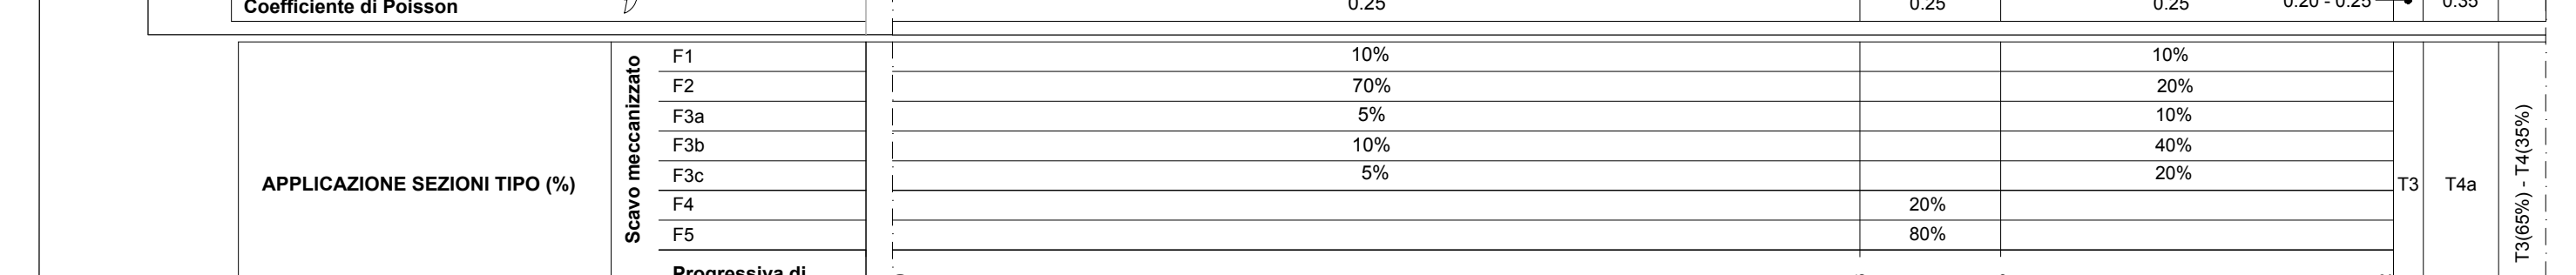 Coefficiente di Poisson ν 0.25 0.25 0.25 0.20 - 0.25 0.35
APPLICAZIONE SEZIONI TIPO (%)
Scavo meccanizzato
F1 10% 10%
F2 70% 20%
F3a 5% 10%
F3b 10% 40%
F3c 5% 20%
F4 20%
F5 80%
T3
T4a
T3(65%) - T4(35%)
Progressiva di